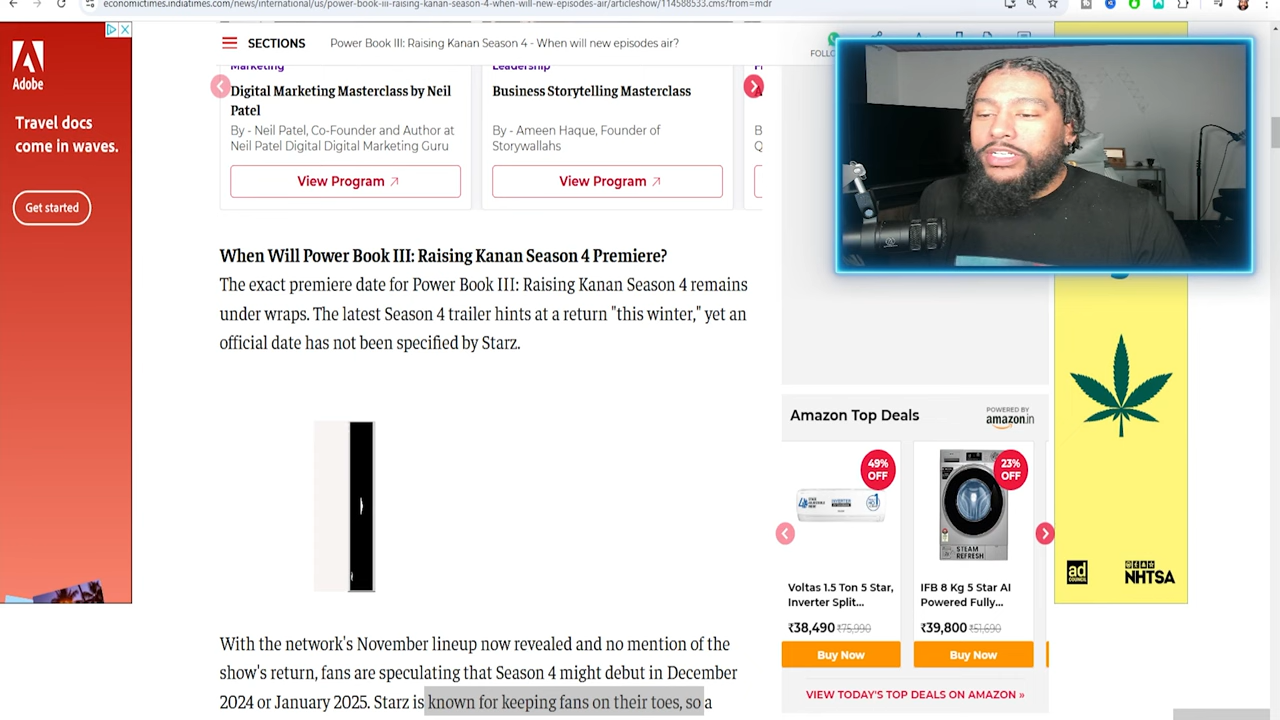 economictimes.indiatimes.com/news/international/us/power-book-iii-raising-kanan-season-4-when-will-new-episodes-air/articleshow/114588533.cms?from=mdr
SECTIONS
Power Book III: Raising Kanan Season 4 - When will new episodes air?
Adobe
Travel docs
come in waves.
Get started
Marketing
Digital Marketing Masterclass by Neil
Patel
By - Neil Patel, Co-Founder and Author at
Neil Patel Digital Digital Marketing Guru
View Program
Leadership
Business Storytelling Masterclass
By - Ameen Haque, Founder of
Storywallahs
View Program
When Will Power Book III: Raising Kanan Season 4 Premiere?
The exact premiere date for Power Book III: Raising Kanan Season 4 remains
under wraps. The latest Season 4 trailer hints at a return "this winter," yet an
official date has not been specified by Starz.
With the network's November lineup now revealed and no mention of the
show's return, fans are speculating that Season 4 might debut in December
2024 or January 2025. Starz is known for keeping fans on their toes, so a
Amazon Top Deals
POWERED BY
amazon.in
49%
OFF
Voltas 1.5 Ton 5 Star,
Inverter Split...
₹38,490 ₹75,990
Buy Now
23%
OFF
STEAM
REFRESH
IFB 8 Kg 5 Star AI
Powered Fully...
₹39,800 ₹51,690
Buy Now
VIEW TODAY'S TOP DEALS ON AMAZON »
ad
COUNCIL
NHTSA